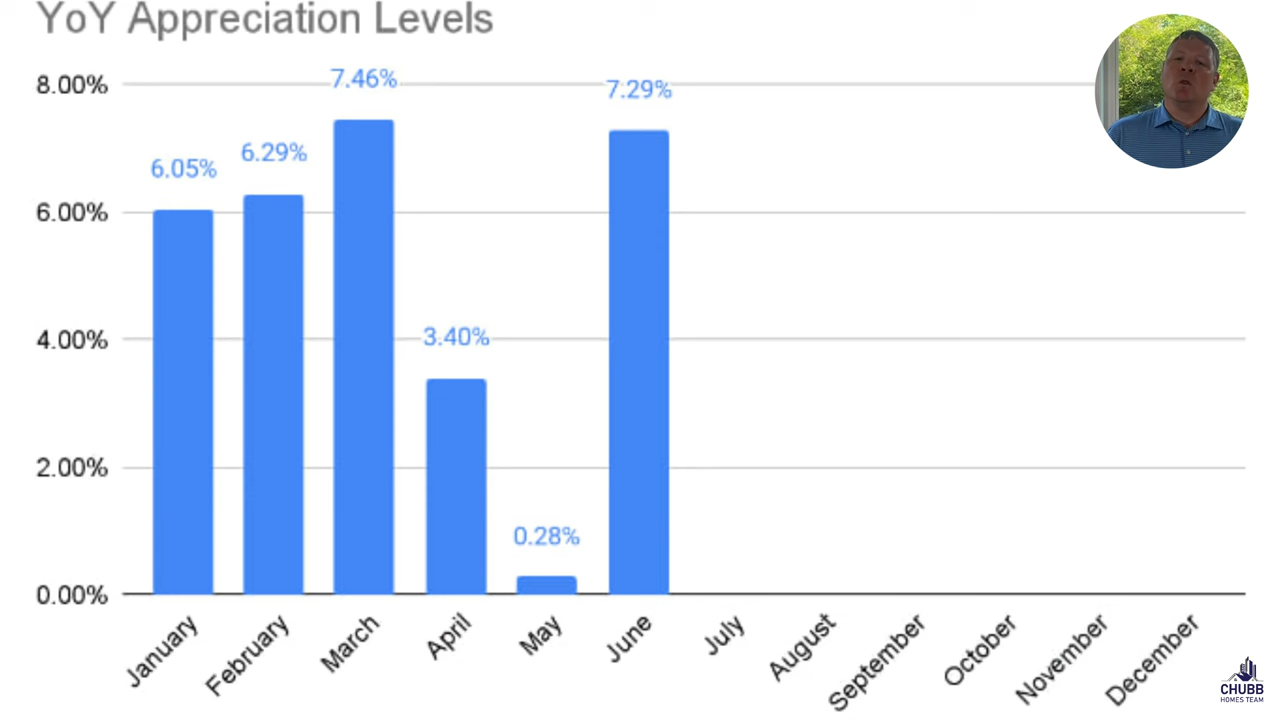 YoY Appreciation Levels
8.00%
6.00%
4.00%
2.00%
0.00%
6.05%
6.29%
7.46%
3.40%
0.28%
7.29%
January
February
March
April
May
June
July
August
September
October
November
December
CHUBB
HOMES TEAM